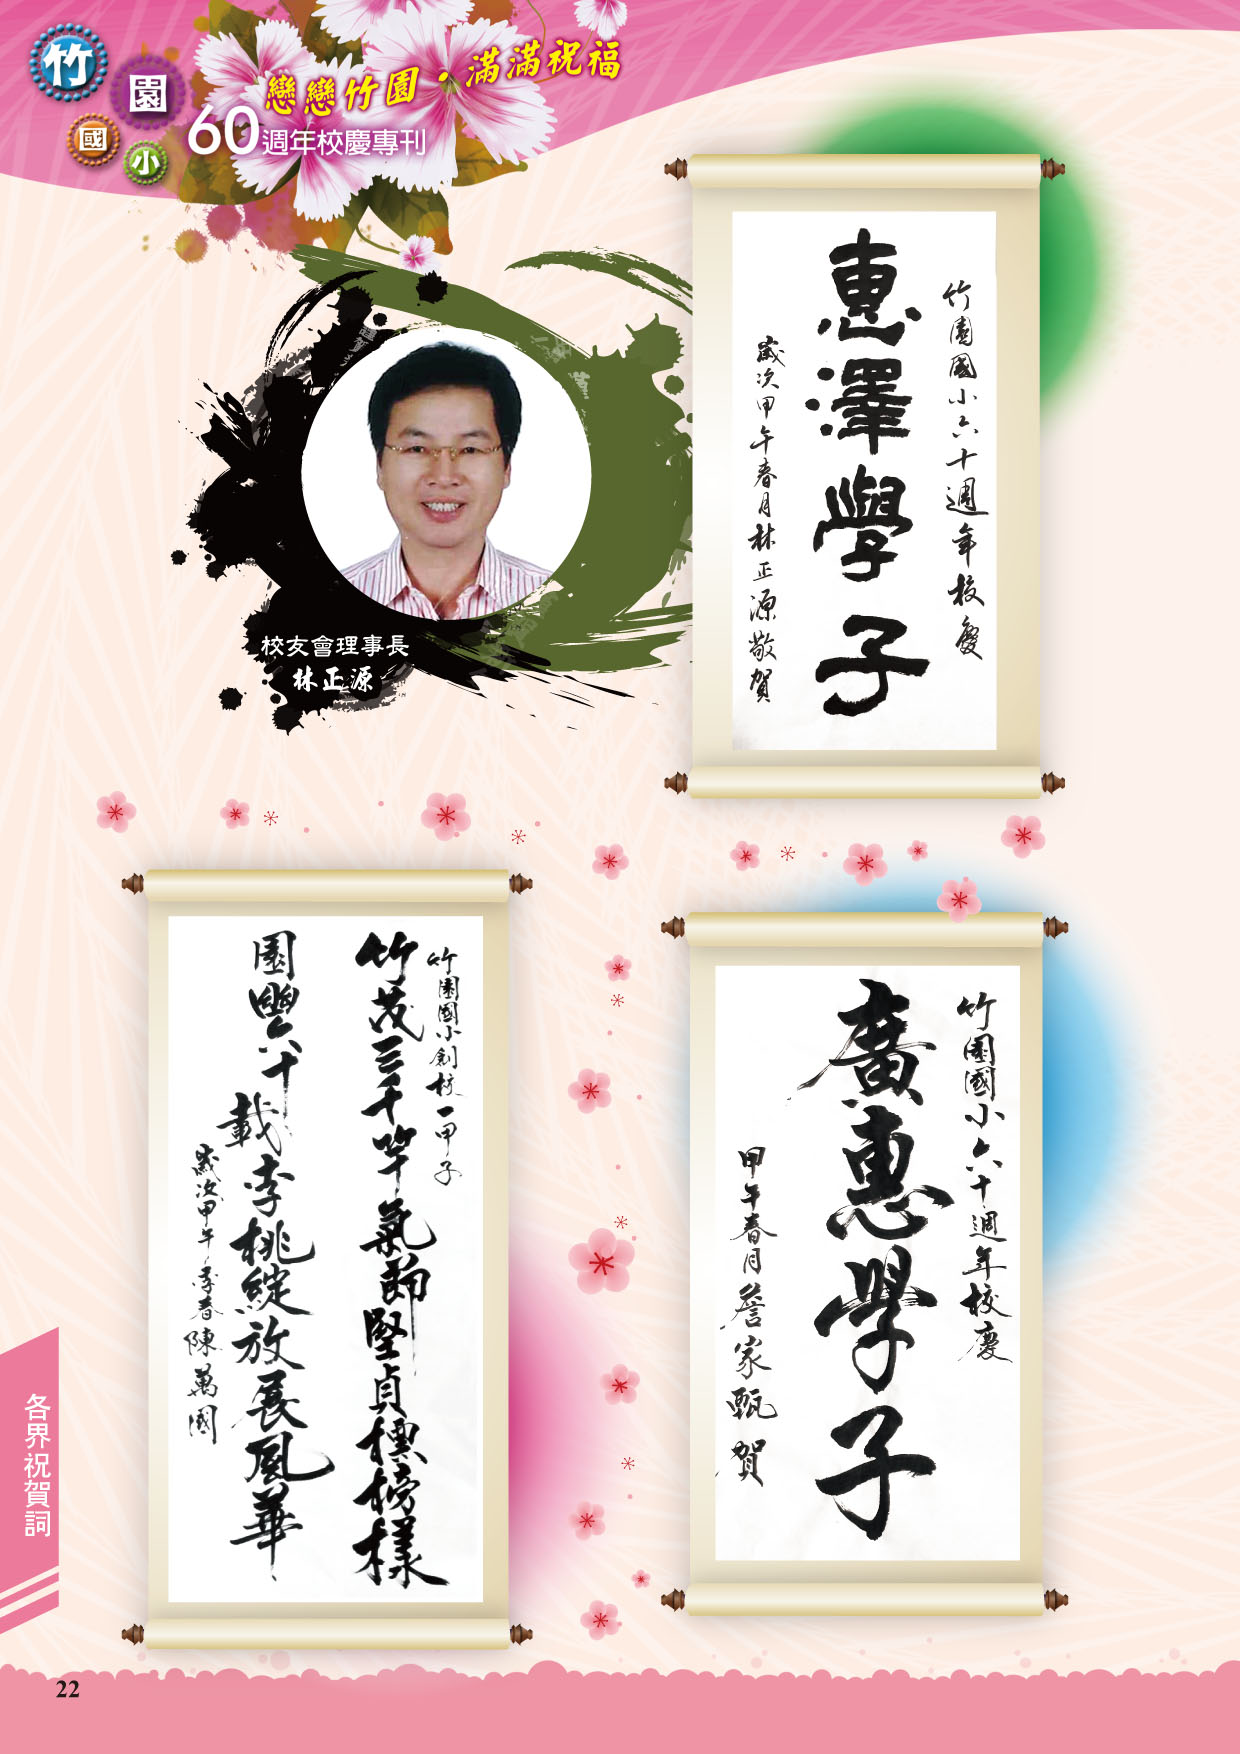 竹園國小
戀戀竹園·滿滿祝福
60週年校慶專刊
校友會理事長
林正源
竹園國小六十週年校慶
惠澤學子
歲次甲午春月林正源敬賀
竹園國小創校一甲子
竹茂三千竿氣節堅貞標榜樣
園興六十載李桃綻放展風華
歲次甲午季春陳萬國
竹園國小六十週年校慶
廣惠學子
甲午春月詹家甄賀
各界祝賀詞
22